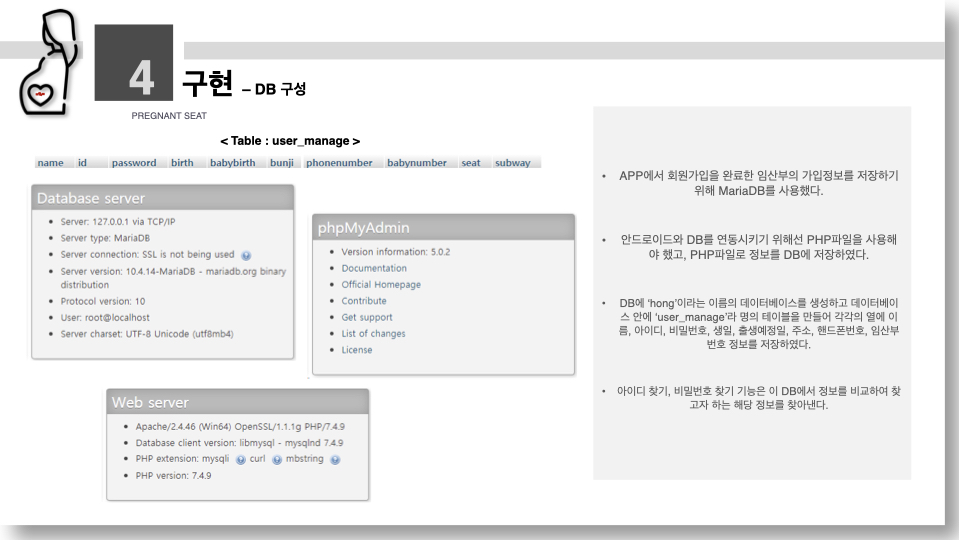 4 구현 – DB 구성
PREGNANT SEAT
< Table : user_manage >
name id password birth babybirth bunji phonenumber babynumber seat subway
Database server
• Server: 127.0.0.1 via TCP/IP
• Server type: MariaDB
• Server connection: SSL is not being used
• Server version: 10.4.14-MariaDB - mariadb.org binary
distribution
• Protocol version: 10
• User: root@localhost
• Server charset: UTF-8 Unicode (utf8mb4)
phpMyAdmin
• Version information: 5.0.2
• Documentation
• Official Homepage
• Contribute
• Get support
• List of changes
• License
Web server
• Apache/2.4.46 (Win64) OpenSSL/1.1.1g PHP/7.4.9
• Database client version: libmysql - mysqlnd 7.4.9
• PHP extension: mysqli curl mbstring
• PHP version: 7.4.9
• APP에서 회원가입을 완료한 임산부의 가입정보를 저장하기
위해 MariaDB를 사용했다.
• 안드로이드와 DB를 연동시키기 위해선 PHP파일을 사용해
야 했고, PHP파일로 정보를 DB에 저장하였다.
• DB에 ‘hong’이라는 이름의 데이터베이스를 생성하고 데이터베이
스 안에 ‘user_manage’라 명의 테이블을 만들어 각각의 열에 이
름, 아이디, 비밀번호, 생일, 출생예정일, 주소, 핸드폰번호, 임산부
번호 정보를 저장하였다.
• 아이디 찾기, 비밀번호 찾기 기능은 이 DB에서 정보를 비교하여 찾
고자 하는 해당 정보를 찾아낸다.